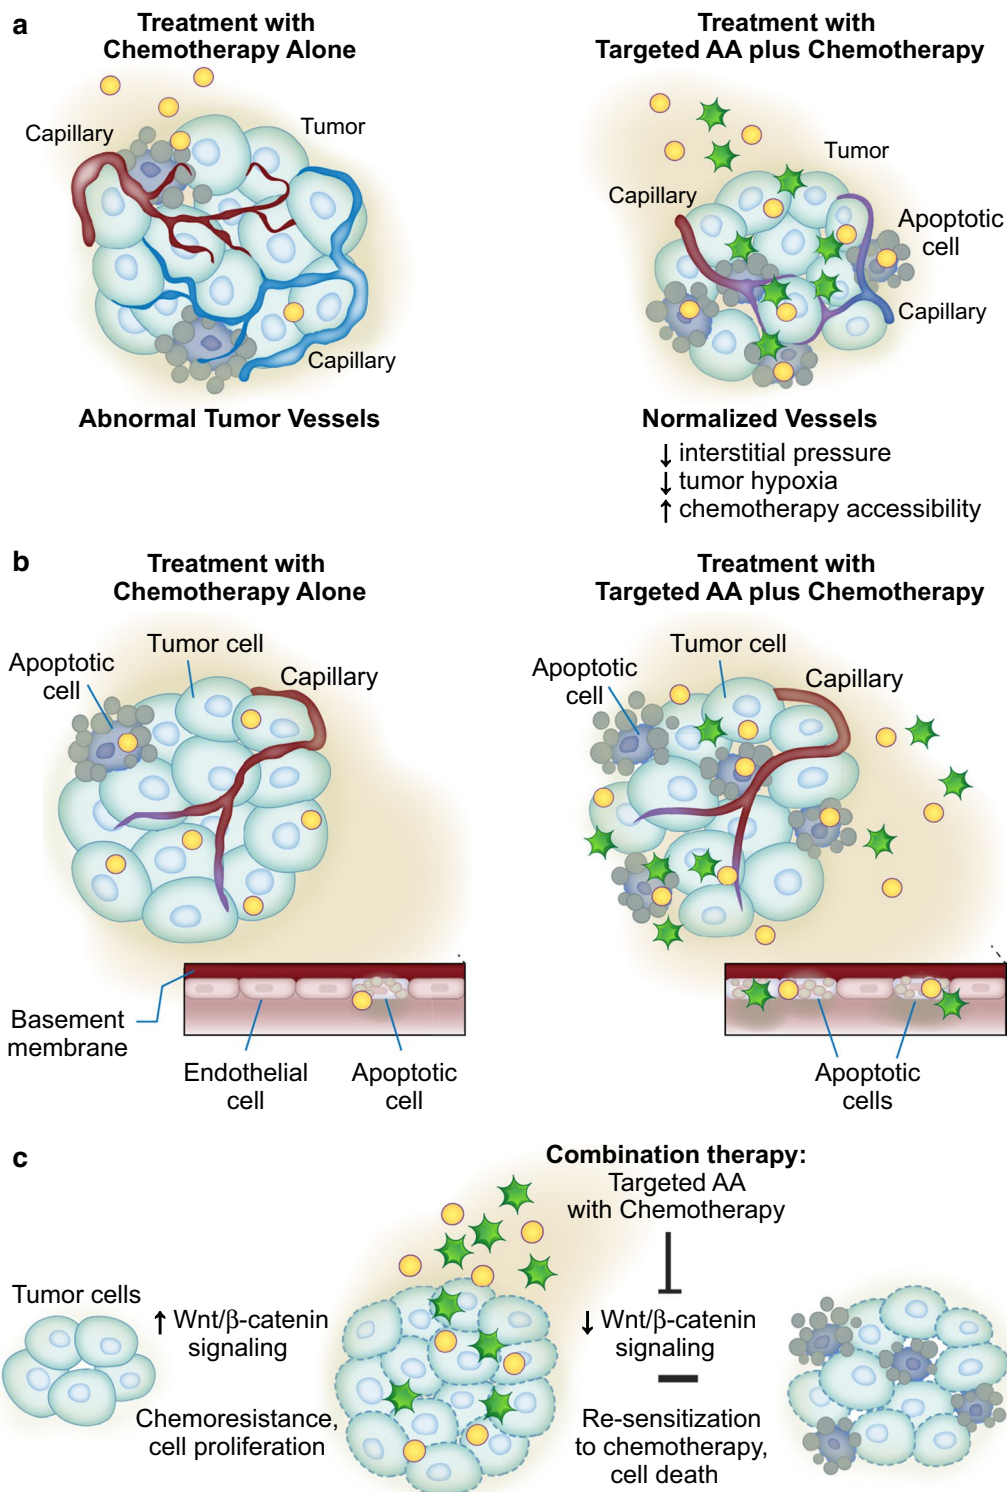 a
Treatment with
Chemotherapy Alone
Capillary
Tumor
Capillary
Abnormal Tumor Vessels
Treatment with
Targeted AA plus Chemotherapy
Capillary
Tumor
Apoptotic
cell
Capillary
Normalized Vessels
↓ interstitial pressure
↓ tumor hypoxia
↑ chemotherapy accessibility
b
Treatment with
Chemotherapy Alone
Apoptotic
cell
Tumor cell
Capillary
Basement
membrane
Endothelial
cell
Apoptotic
cell
Treatment with
Targeted AA plus Chemotherapy
Apoptotic
cell
Tumor cell
Capillary
Apoptotic
cells
c
Combination therapy:
Targeted AA
with Chemotherapy
Tumor cells
↑ Wnt/β-catenin
signaling
Chemoresistance,
cell proliferation
↓ Wnt/β-catenin
signaling
Re-sensitization
to chemotherapy,
cell death